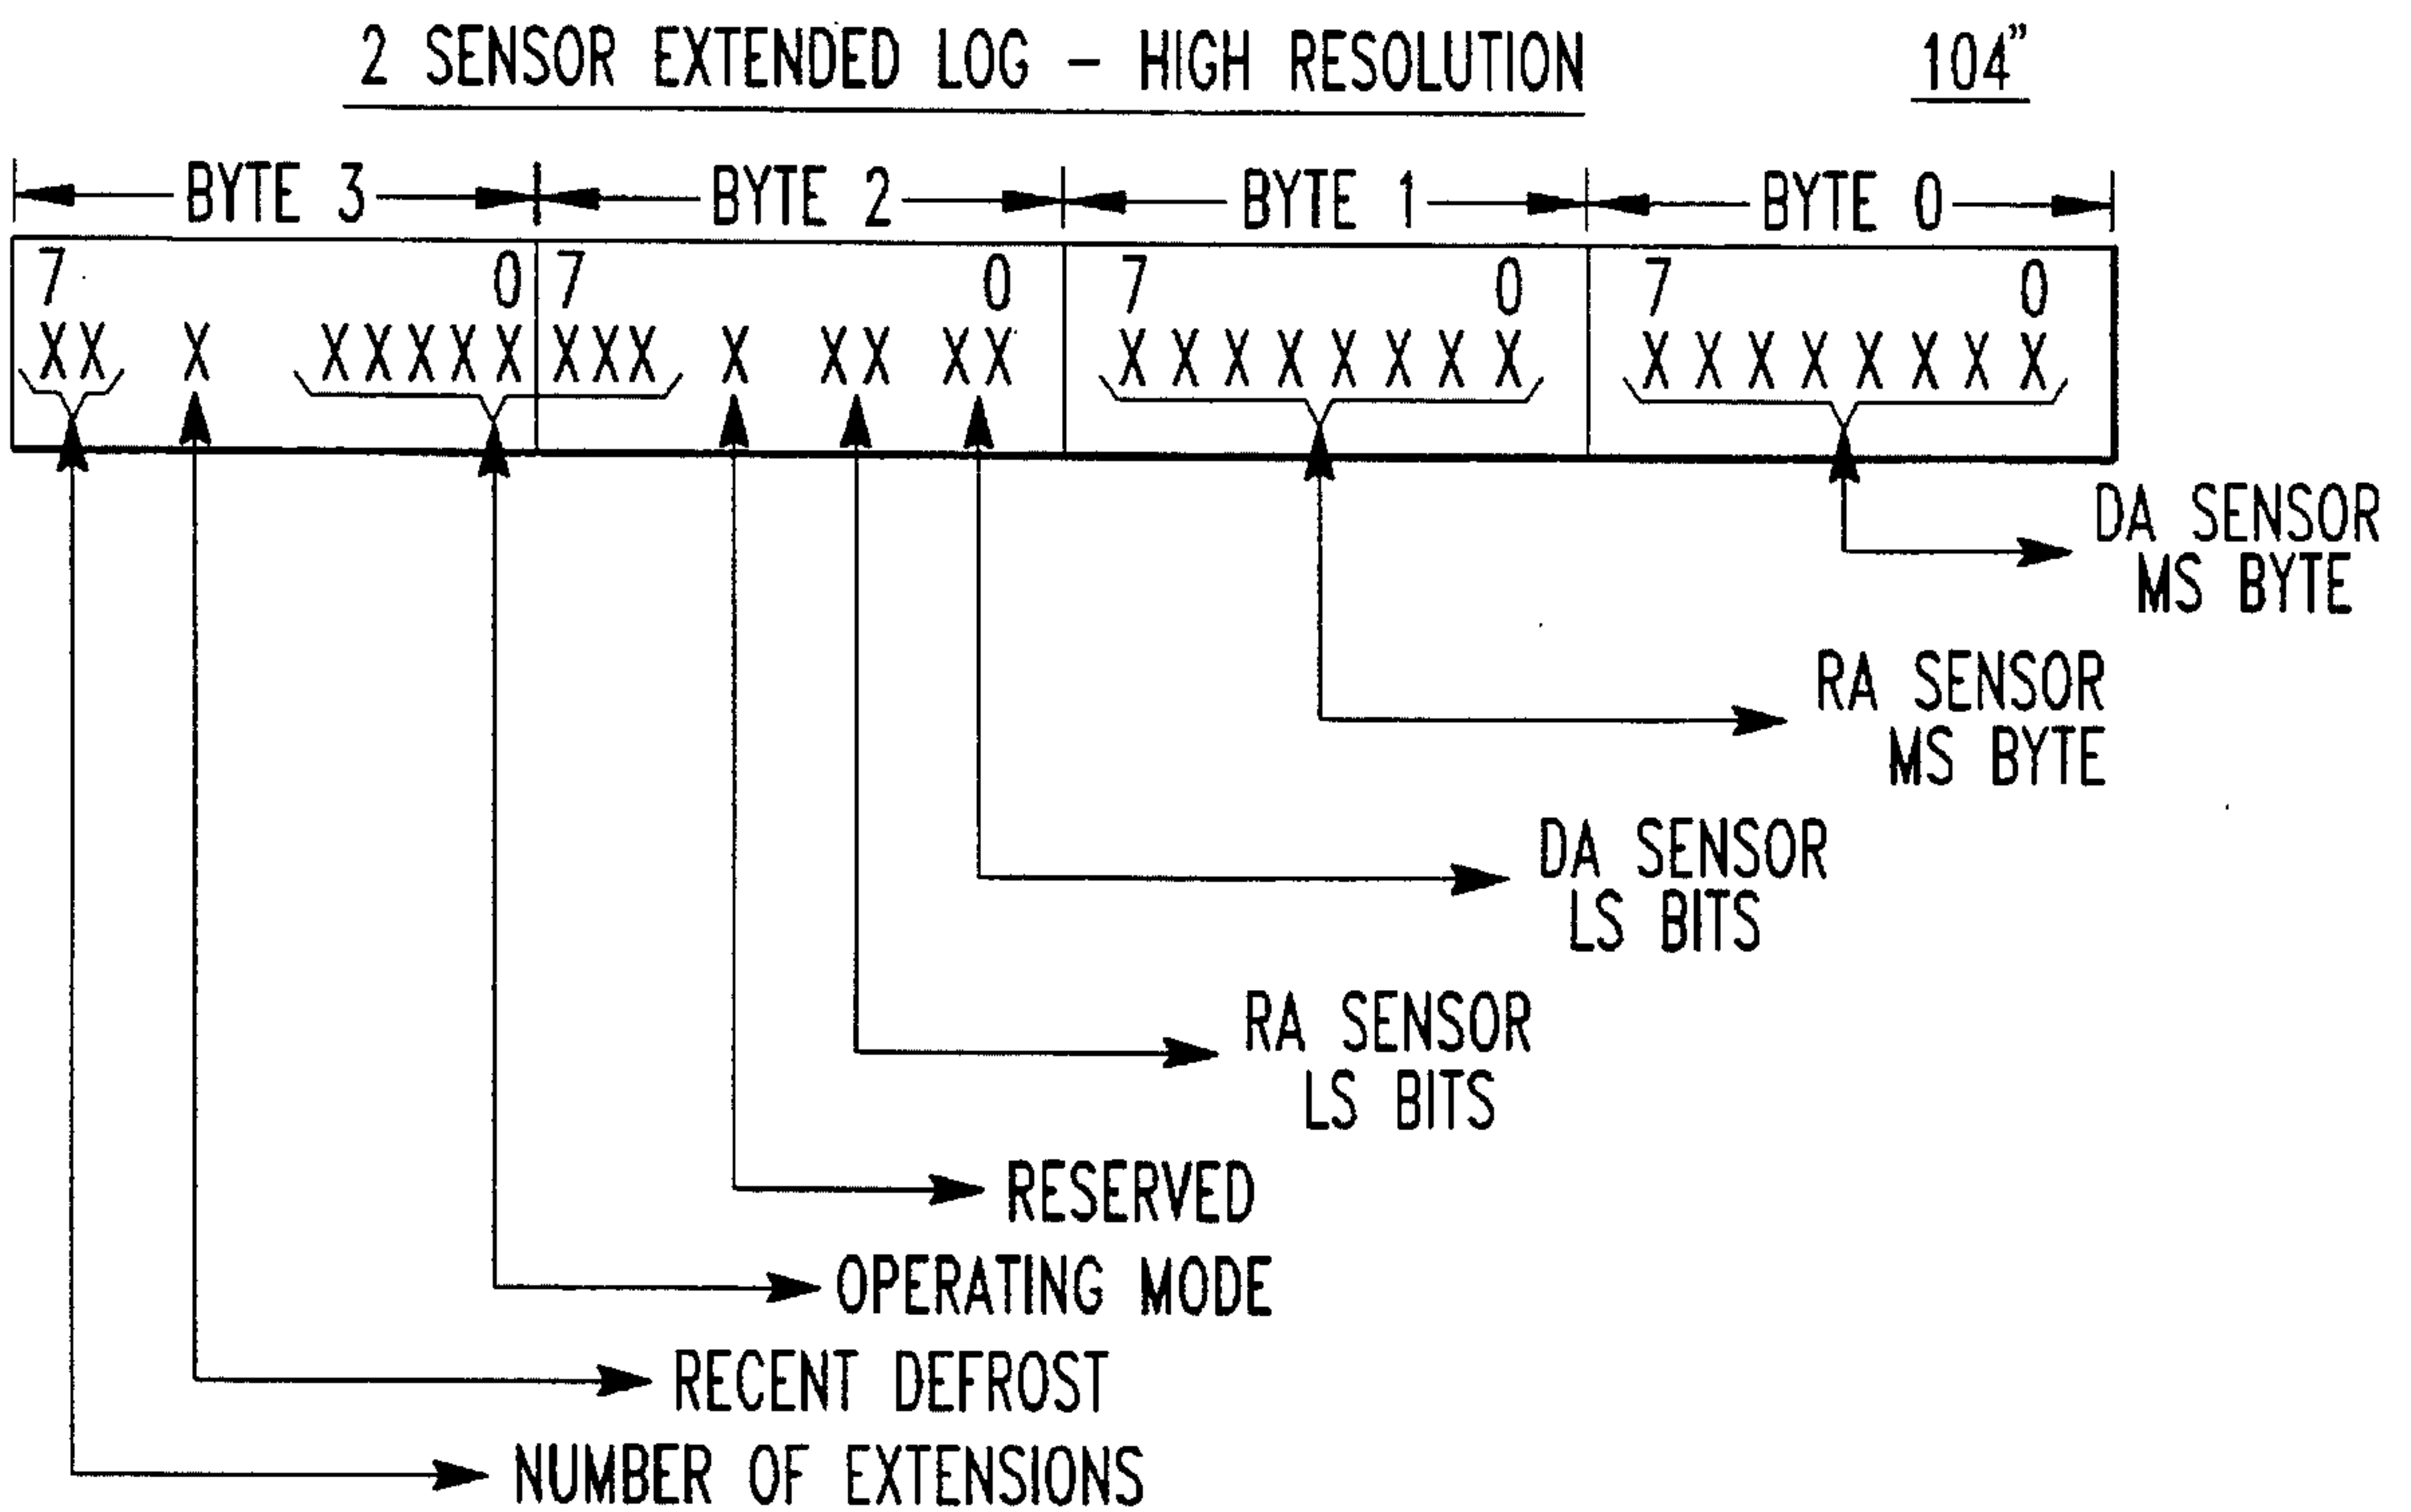 2 SENSOR EXTENDED LOG - HIGH RESOLUTION 104"
BYTE 3 BYTE 2 BYTE 1 BYTE 0
7 0 7 0 7 0 7 0
XX X XXXXX XXX X XX XX XXXXXXXX XXXXXXXX
DA SENSOR
MS BYTE
RA SENSOR
MS BYTE
DA SENSOR
LS BITS
RA SENSOR
LS BITS
RESERVED
OPERATING MODE
RECENT DEFROST
NUMBER OF EXTENSIONS